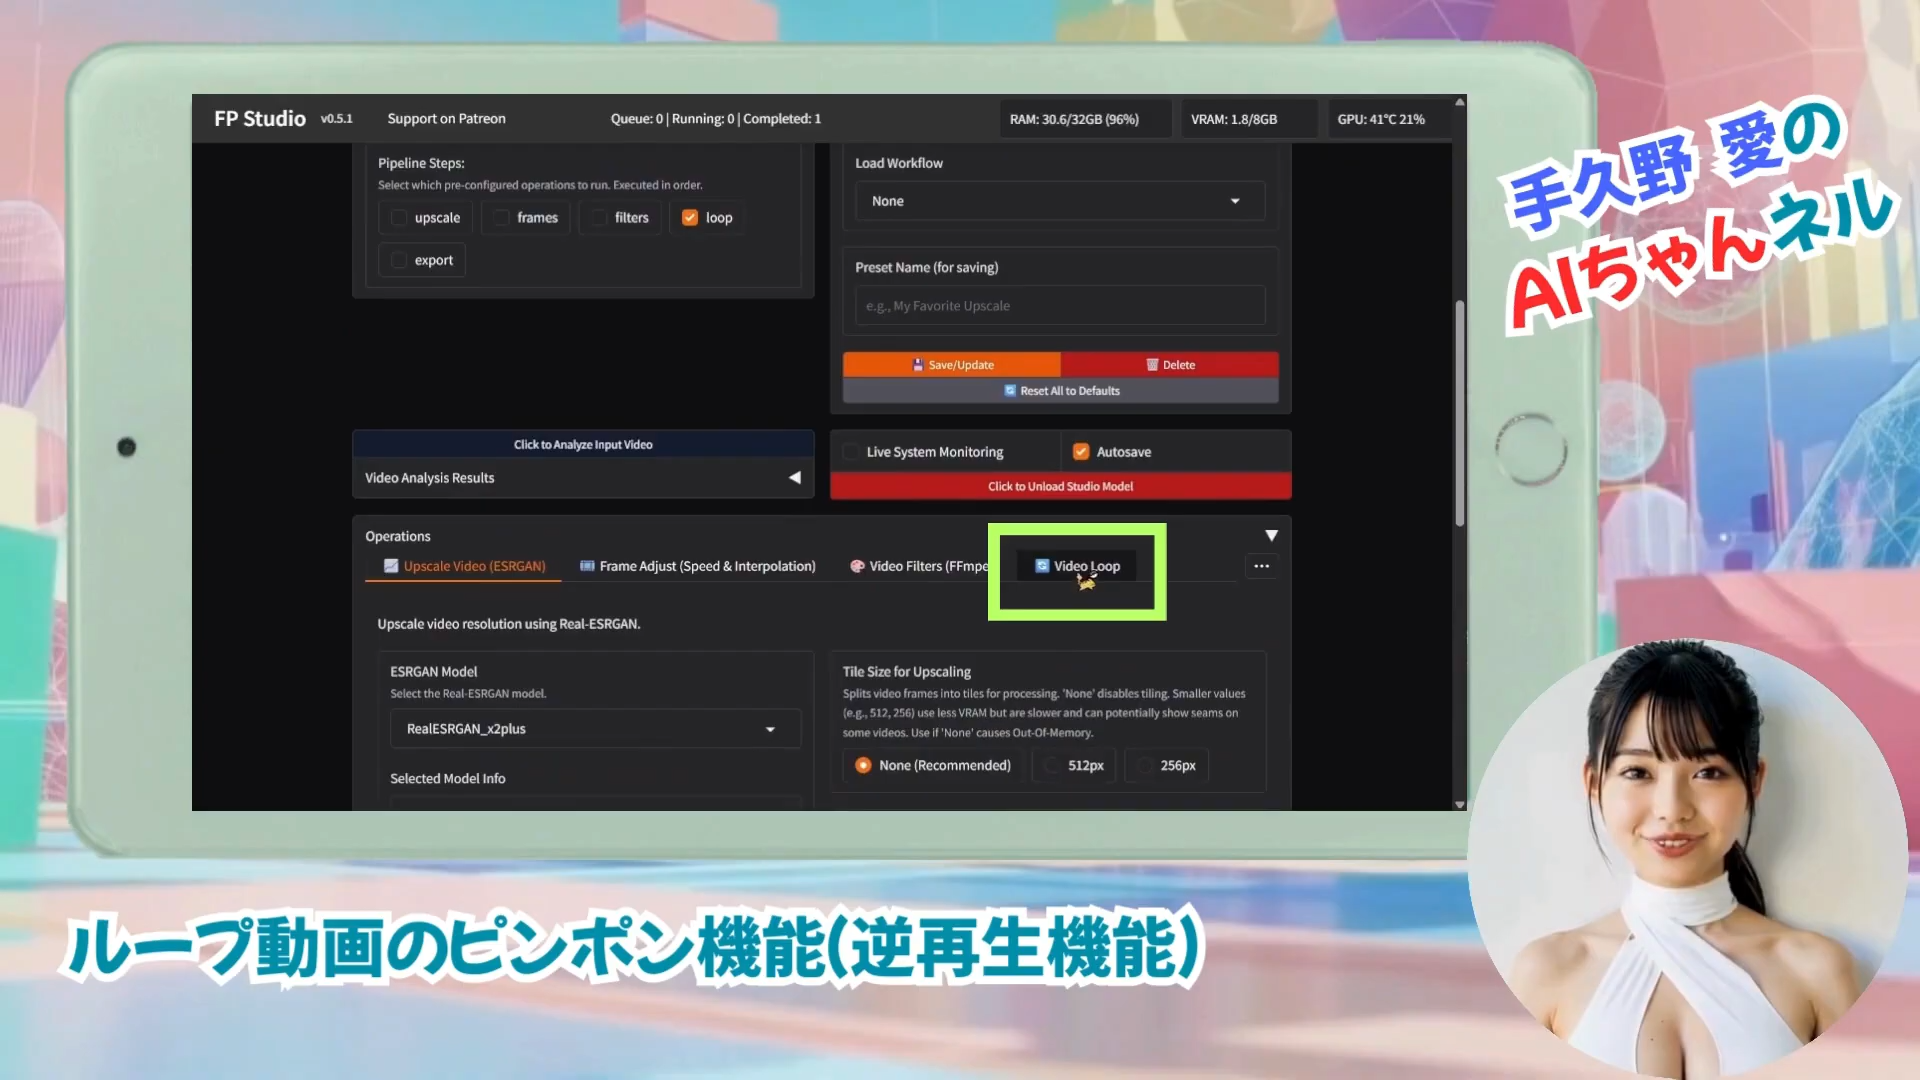 FP Studio v0.5.1 Support on Patreon Queue: 0 | Running: 0 | Completed: 1 RAM: 30.6/32GB (96%) VRAM: 1.8/8GB GPU: 41°C 21%
Pipeline Steps:
Select which pre-configured operations to run. Executed in order.
upscale frames filters loop
export
Load Workflow
None
Preset Name (for saving)
e.g., My Favorite Upscale
Save/Update Delete
Reset All to Defaults
Click to Analyze Input Video
Video Analysis Results
Live System Monitoring Autosave
Click to Unload Studio Model
Operations
Upscale Video (ESRGAN) Frame Adjust (Speed & Interpolation) Video Filters (FFmpe Video Loop
Upscale video resolution using Real-ESRGAN.
ESRGAN Model
Select the Real-ESRGAN model.
RealESRGAN_x2plus
Selected Model Info
Tile Size for Upscaling
Splits video frames into tiles for processing. 'None' disables tiling. Smaller values
(e.g., 512, 256) use less VRAM but are slower and can potentially show seams on
some videos. Use if 'None' causes Out-Of-Memory.
None (Recommended) 512px 256px
手久野 愛の
AIちゃんネル
ループ動画のピンポン機能(逆再生機能)